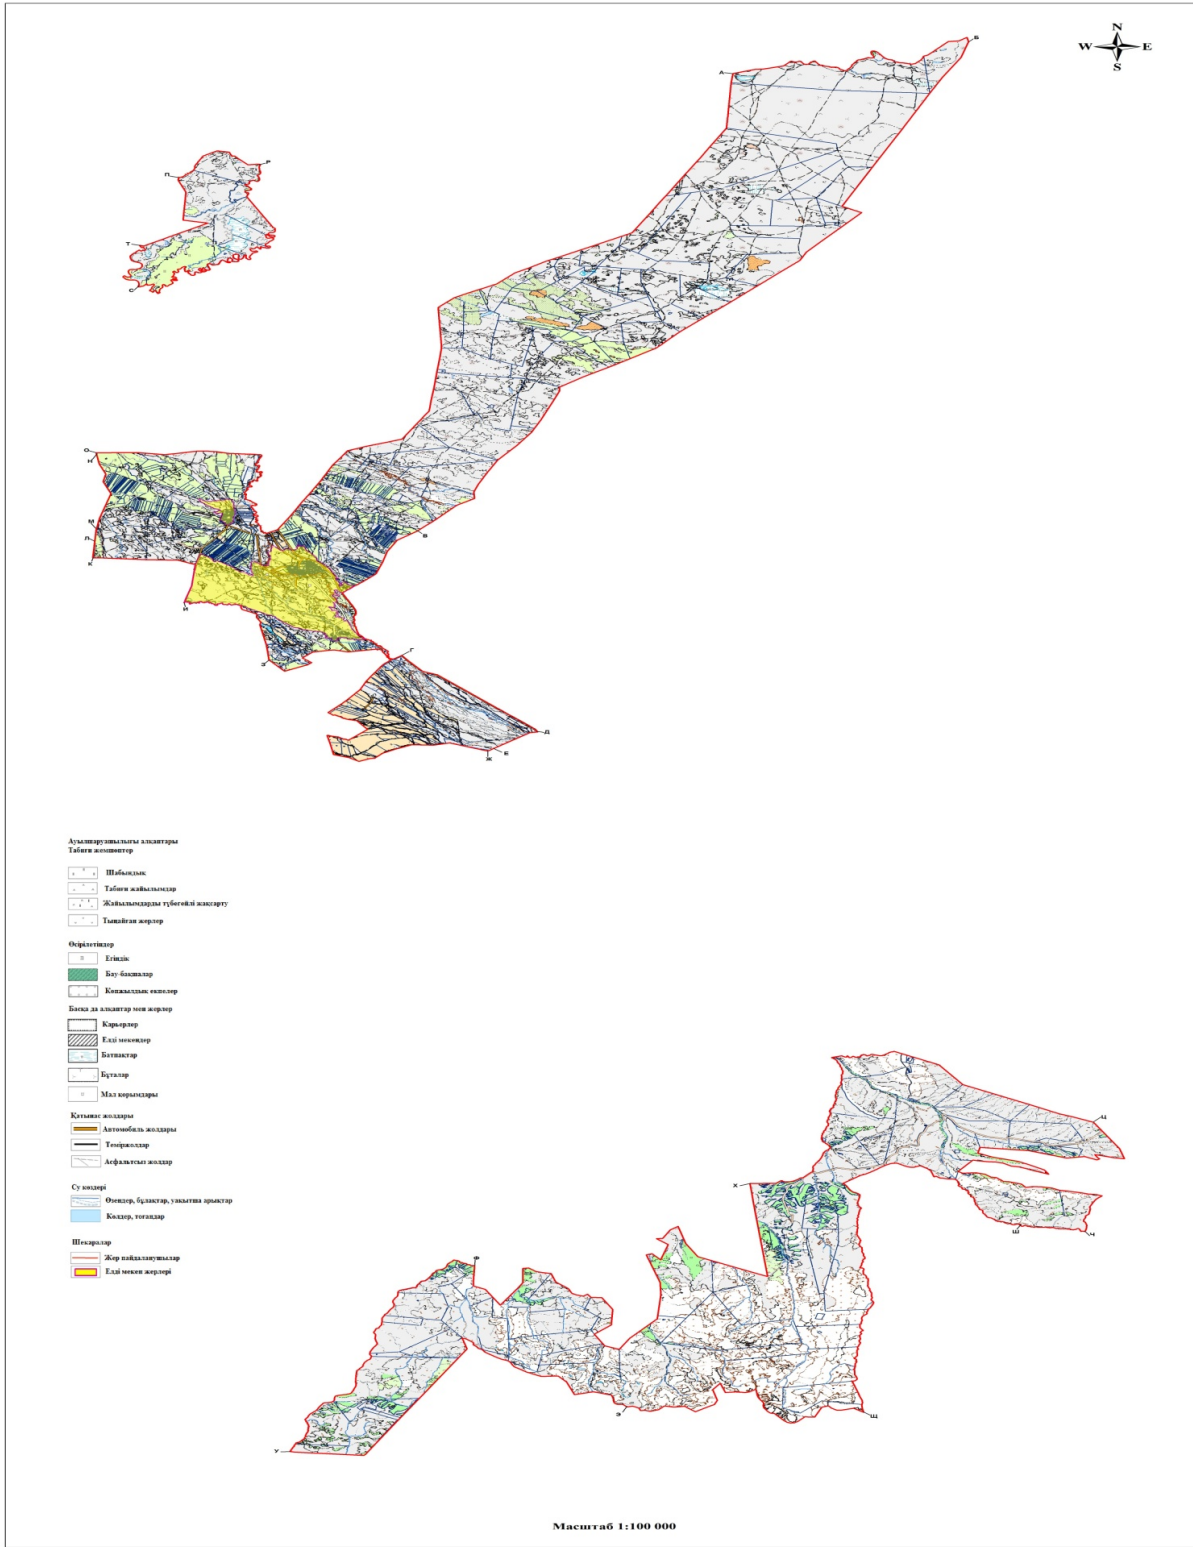 N
W E
S
Б
А
Р
П
Т
С
О
Н
М
Л
К
В
И
З
Г
Д
Е
Ж
Ауылшаруашылығы алқаптары
Табиғи жемшөптер
Шабындық
Табиғи жайылымдар
Жайылымдарды түбегейлі жақсарту
Тыңайған жерлер
Өсірілетіндер
Егіндік
Бау-бақшалар
Көпжылдық екпелер
Басқа да алқаптар мен жерлер
Карьерлер
Елді мекендер
Батпақтар
Бұталар
Мал қорымдары
Қатынас жолдары
Автомобиль жолдары
Теміржолдар
Асфальтсыз жолдар
Су көздері
Өзендер, бұлақтар, уақытша арықтар
Көлдер, тоғандар
Шекаралар
Жер пайдаланушылар
Елді мекен жерлері
Ц
Х
Ш
Ч
Ф
Э
Щ
У
Масштаб 1:100 000